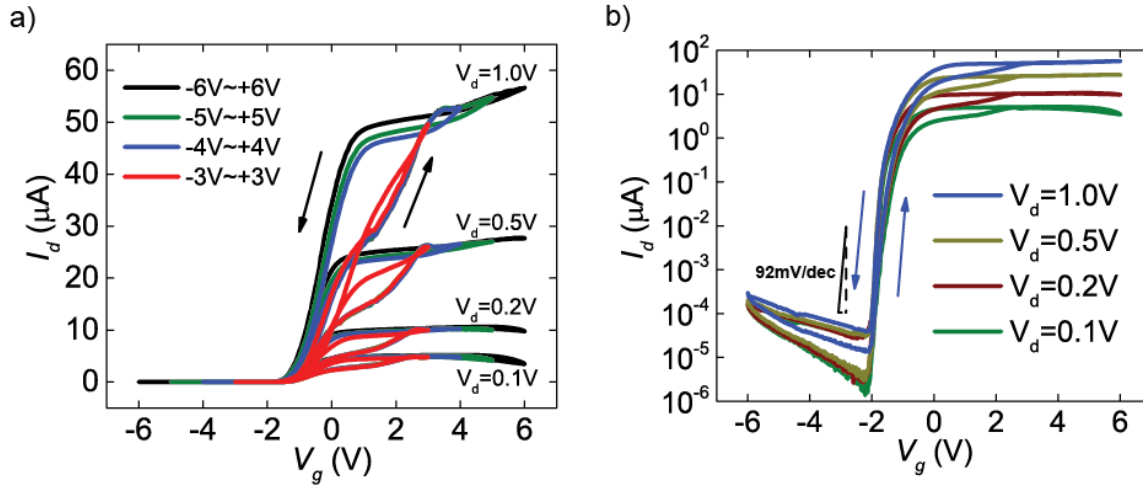 a)
60
50
40
30
20
10
0
I_d (μA)
-6V~+6V
-5V~+5V
-4V~+4V
-3V~+3V
V_d=1.0V
V_d=0.5V
V_d=0.2V
V_d=0.1V
-6 -4 -2 0 2 4 6
V_g (V)
b)
10^2
10^1
10^0
10^-1
10^-2
10^-3
10^-4
10^-5
10^-6
I_d (μA)
92mV/dec
V_d=1.0V
V_d=0.5V
V_d=0.2V
V_d=0.1V
-6 -4 -2 0 2 4 6
V_g (V)